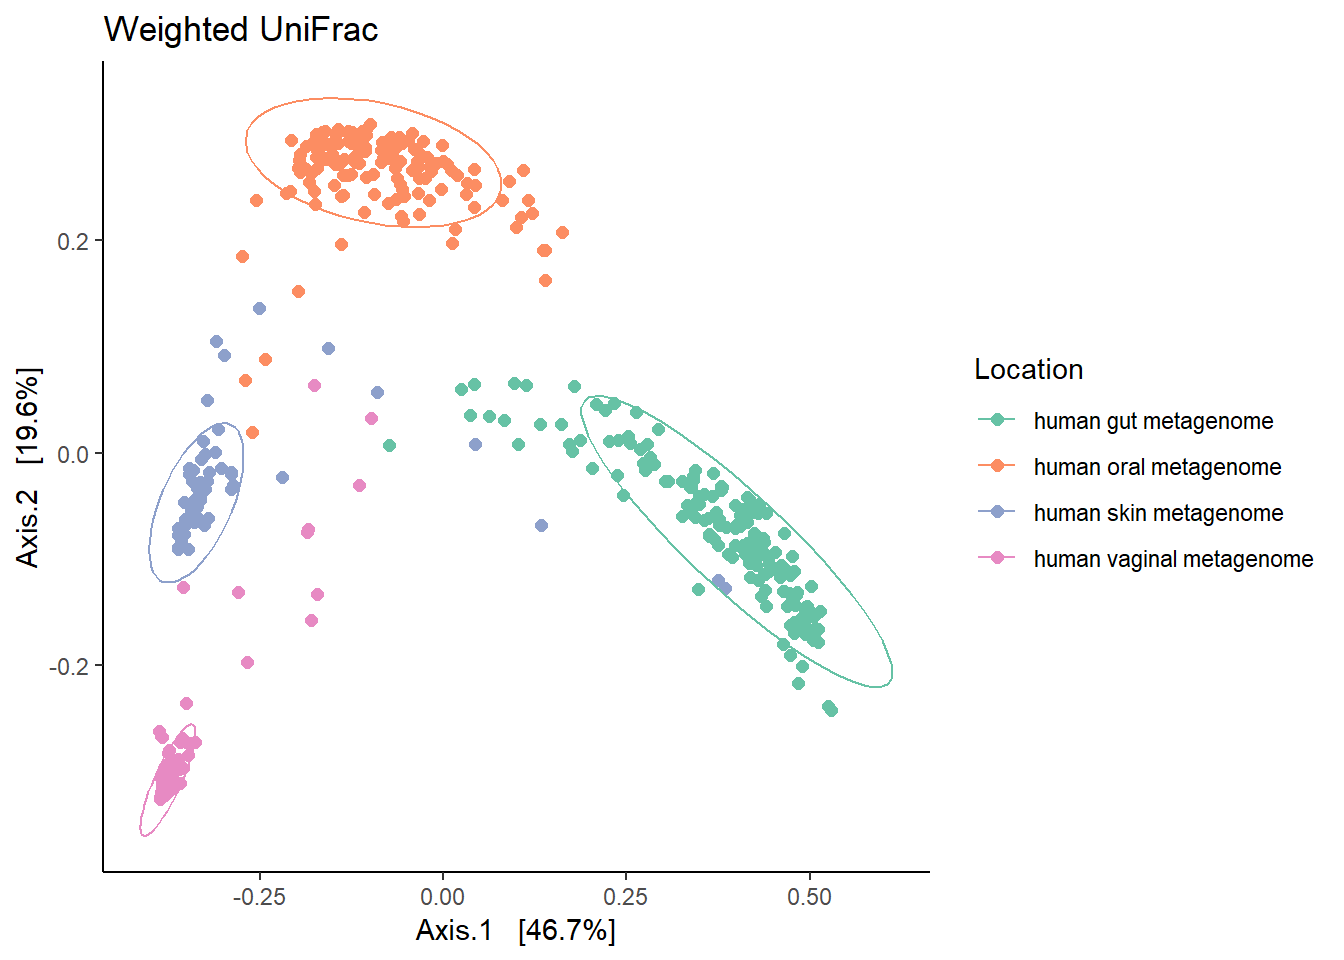 Weighted UniFrac
0.2
0.0
-0.2
Axis.2 [19.6%]
-0.25
0.00
0.25
0.50
Axis.1 [46.7%]
Location
human gut metagenome
human oral metagenome
human skin metagenome
human vaginal metagenome